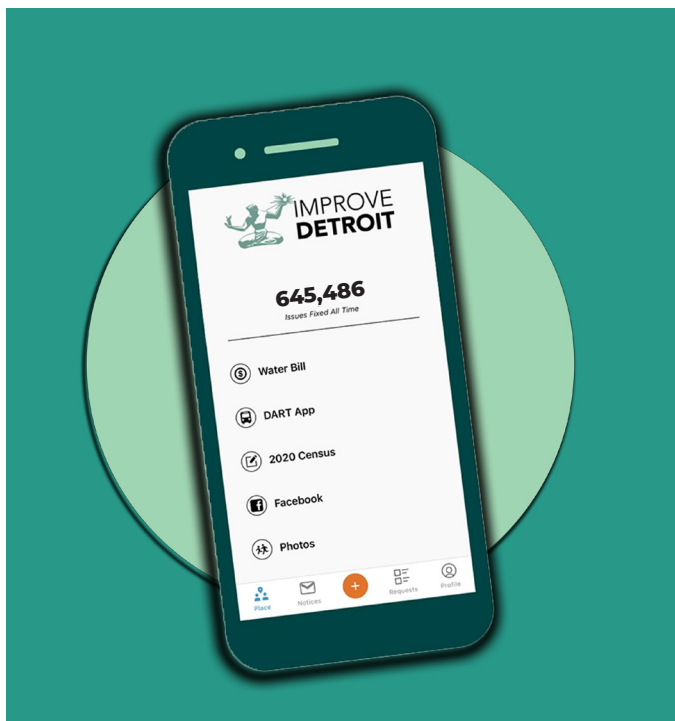 IMPROVE
DETROIT
645,486
Issues Fixed All Time
Water Bill
DART App
2020 Census
Facebook
Photos
Place Notices + Requests Profile